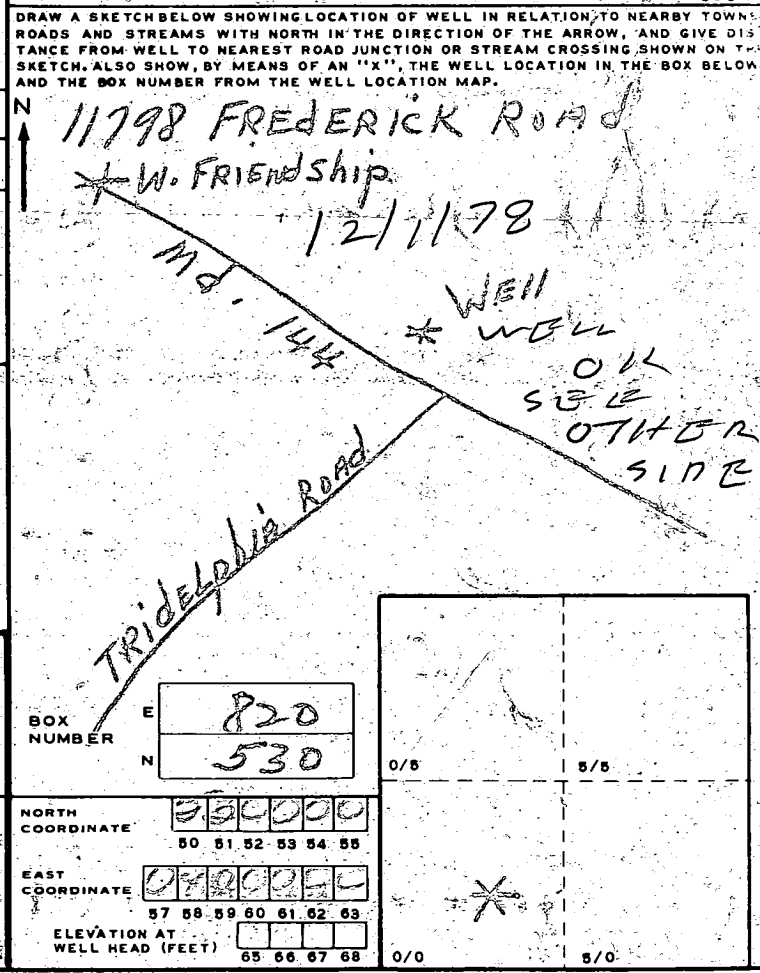 DRAW A SKETCH BELOW SHOWING LOCATION OF WELL IN RELATION TO NEARBY TOWNS
ROADS AND STREAMS WITH NORTH IN THE DIRECTION OF THE ARROW, AND GIVE DIS
TANCE FROM WELL TO NEAREST ROAD JUNCTION OR STREAM CROSSING SHOWN ON THE
SKETCH. ALSO SHOW, BY MEANS OF AN "X", THE WELL LOCATION IN THE BOX BELOW
AND THE BOX NUMBER FROM THE WELL LOCATION MAP.
N
11798 FREdERICK ROAd
W. FRIEndShip
12/1/78
Md. 144
WEll
WELL
OK
SEE
OTHER
SIDE
TRidELphia ROAd
BOX
NUMBER
E 820
N 530
0/5 5/5
NORTH
COORDINATE
50 51 52 53 54 55
EAST
COORDINATE
57 58 59 60 61 62 63
ELEVATION AT
WELL HEAD (FEET)
65 66 67 68
0/0 5/0